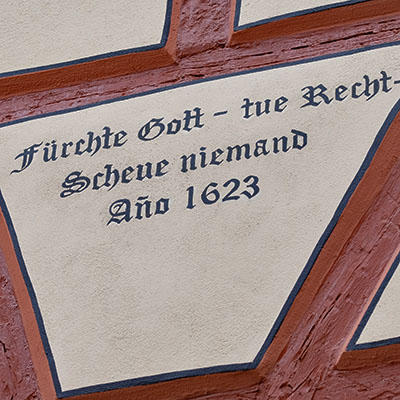 Fürchte Gott - tue Recht-
Scheue niemand
Año 1623